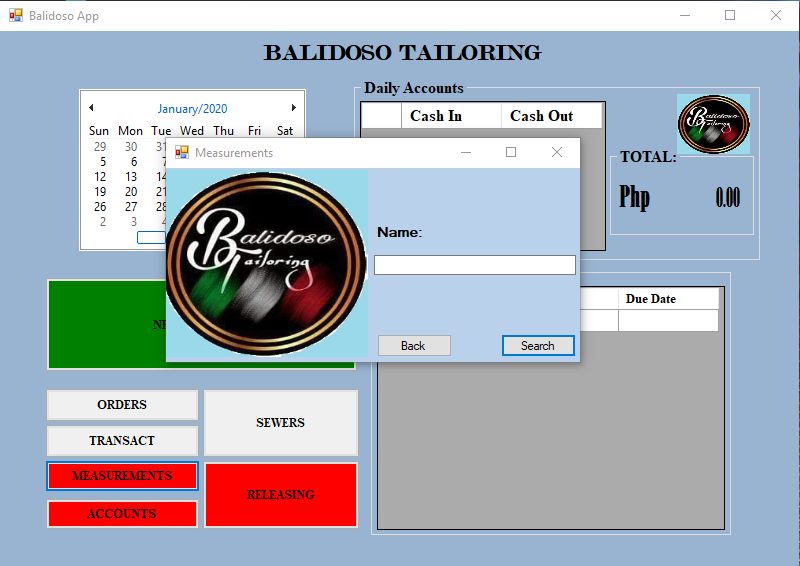 Balidoso App
BALIDOSO TAILORING
January/2020
Sun Mon Tue Wed Thu Fri Sat
29 30 31
5 6 7
12 13 14
19 20 21
26 27 28
2 3 4
Daily Accounts
Cash In Cash Out
Balidoso
Tailoring
TOTAL:
Php 0.00
Measurements
Balidoso
Tailoring
Name:
Back Search
Due Date
ORDERS
TRANSACT
MEASUREMENTS
ACCOUNTS
SEWERS
RELEASING